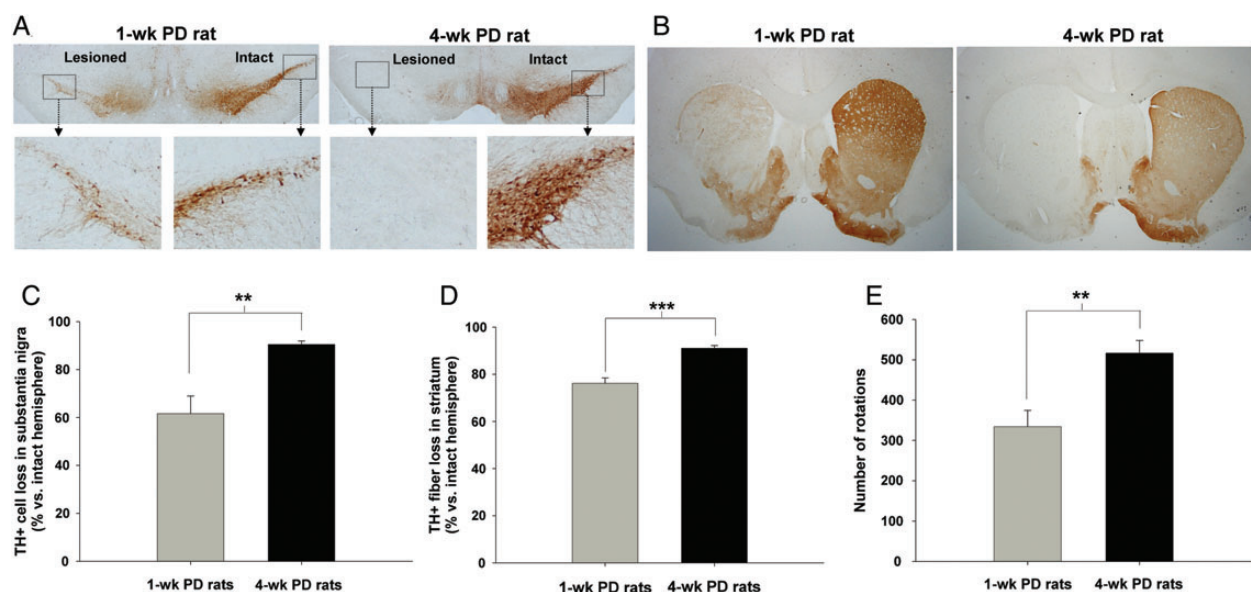 A
1-wk PD rat
4-wk PD rat
Lesioned
Intact
Lesioned
Intact
B
1-wk PD rat
4-wk PD rat
C
**
TH+ cell loss in substantia nigra
(% vs. intact hemisphere)
100
80
60
40
20
0
1-wk PD rats
4-wk PD rats
D
***
TH+ fiber loss in striatum
(% vs. intact hemisphere)
100
80
60
40
20
0
1-wk PD rats
4-wk PD rats
E
**
Number of rotations
600
500
400
300
200
100
0
1-wk PD rats
4-wk PD rats